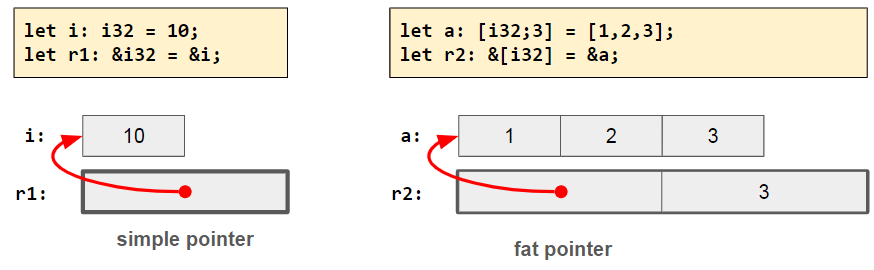 let i: i32 = 10;
let r1: &i32 = &i;
i:
10
r1:
simple pointer
let a: [i32;3] = [1,2,3];
let r2: &[i32] = &a;
a:
1 2 3
r2:
3
fat pointer